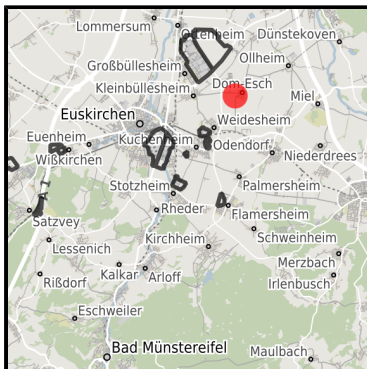 Lommersum
Ottenheim
Dünstekoven
Großbüllesheim
Ollheim
Kleinbüllesheim
Dom-Esch
Miel
Euskirchen
Weidesheim
Euenheim
Kuchenheim
Odendorf
Wißkirchen
Niederdrees
Stotzheim
Palmersheim
Satzvey
Rheder
Flamersheim
Lessenich
Kirchheim
Schweinheim
Merzbach
Rißdorf
Kalkar
Arloff
Irlenbusch
Eschweiler
Bad Münstereifel
Maulbach